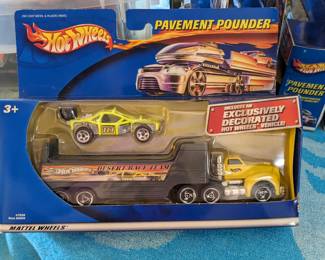 Hot Wheels
PAVEMENT POUNDER
3+
INCLUDES AN
EXCLUSIVELY
DECORATED
HOT WHEELS VEHICLE!
DESERT RACE TEAM
MATTEL WHEELS
PAVEMENT
POUNDER